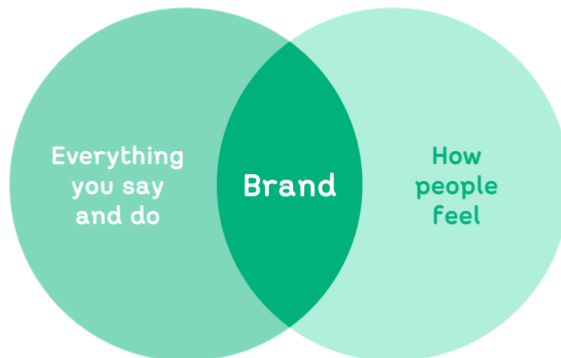 Everything
you say
and do
Brand
How
people
feel